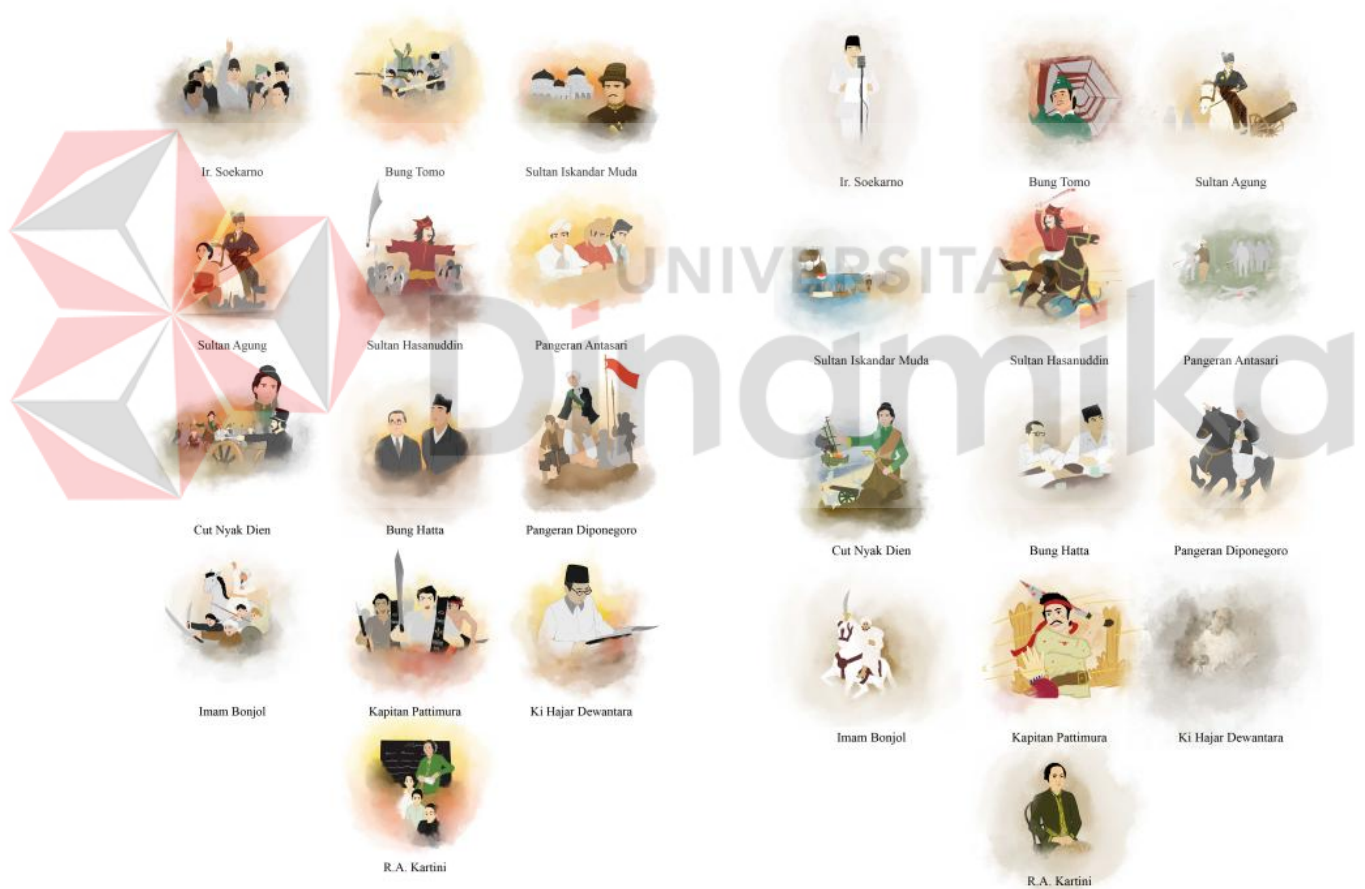 Ir. Soekarno
Bung Tomo
Sultan Iskandar Muda
Sultan Agung
Sultan Hasanuddin
Pangeran Antasari
Cut Nyak Dien
Bung Hatta
Pangeran Diponegoro
Imam Bonjol
Kapitan Pattimura
Ki Hajar Dewantara
R.A. Kartini
Ir. Soekarno
Bung Tomo
Sultan Agung
Sultan Iskandar Muda
Sultan Hasanuddin
Pangeran Antasari
Cut Nyak Dien
Bung Hatta
Pangeran Diponegoro
Imam Bonjol
Kapitan Pattimura
Ki Hajar Dewantara
R.A. Kartini
UNIVERSITAS
Dinamika